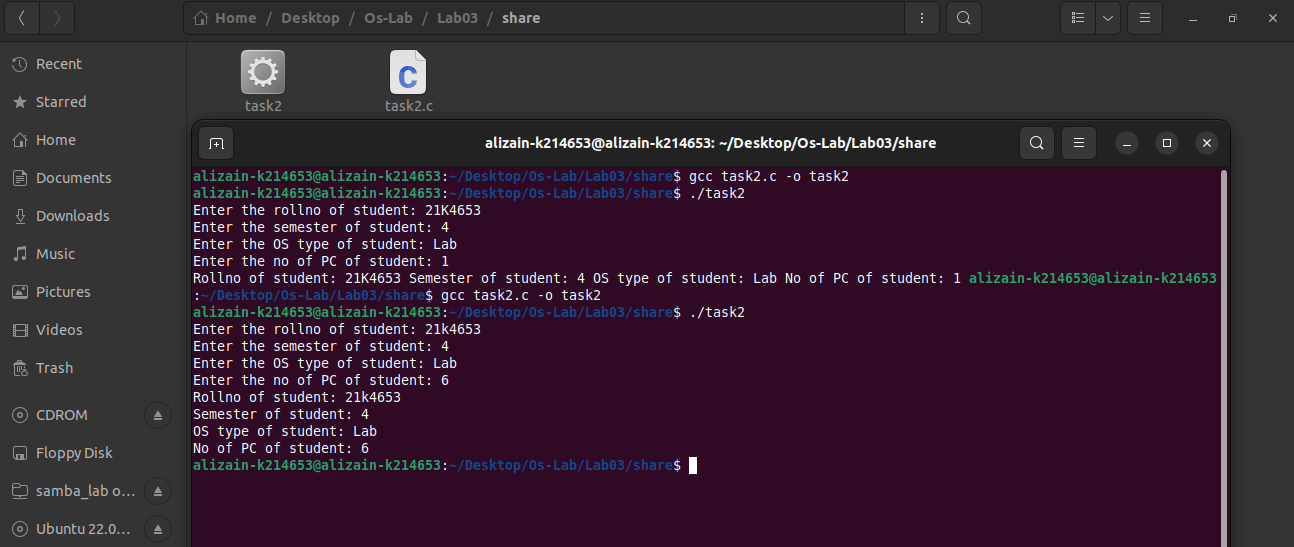 Home / Desktop / Os-Lab / Lab03 / share
Recent
Starred
Home
Documents
Downloads
Music
Pictures
Videos
Trash
CDROM
Floppy Disk
samba_lab o...
Ubuntu 22.0...
task2
task2.c
alizain-k214653@alizain-k214653: ~/Desktop/Os-Lab/Lab03/share
alizain-k214653@alizain-k214653:~/Desktop/Os-Lab/Lab03/share$ gcc task2.c -o task2
alizain-k214653@alizain-k214653:~/Desktop/Os-Lab/Lab03/share$ ./task2
Enter the rollno of student: 21K4653
Enter the semester of student: 4
Enter the OS type of student: Lab
Enter the no of PC of student: 1
Rollno of student: 21K4653 Semester of student: 4 OS type of student: Lab No of PC of student: 1 alizain-k214653@alizain-k214653
:~/Desktop/Os-Lab/Lab03/share$ gcc task2.c -o task2
alizain-k214653@alizain-k214653:~/Desktop/Os-Lab/Lab03/share$ ./task2
Enter the rollno of student: 21k4653
Enter the semester of student: 4
Enter the OS type of student: Lab
Enter the no of PC of student: 6
Rollno of student: 21k4653
Semester of student: 4
OS type of student: Lab
No of PC of student: 6
alizain-k214653@alizain-k214653:~/Desktop/Os-Lab/Lab03/share$